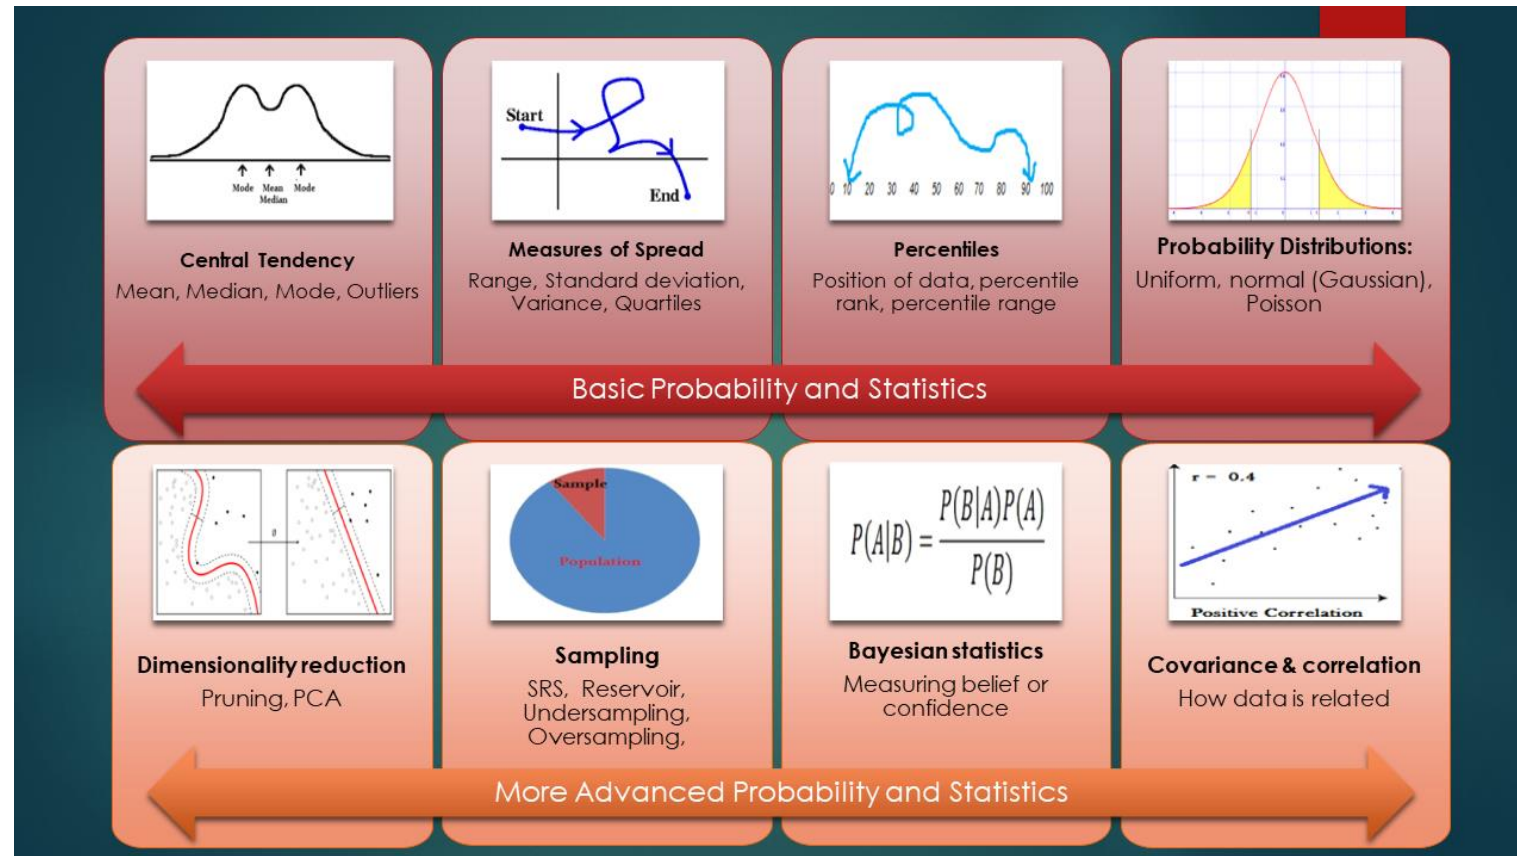 Mode Mean Mode
Median
Central Tendency
Mean, Median, Mode, Outliers
Start
End
Measures of Spread
Range, Standard deviation,
Variance, Quartiles
0 10 20 30 40 50 60 70 80 90 100
Percentiles
Position of data, percentile
rank, percentile range
Probability Distributions:
Uniform, normal (Gaussian),
Poisson
Basic Probability and Statistics
Dimensionality reduction
Pruning, PCA
Sample
Population
Sampling
SRS, Reservoir,
Undersampling,
Oversampling,
P(A|B) = P(B|A)P(A) / P(B)
Bayesian statistics
Measuring belief or
confidence
r = 0.4
Positive Correlation
Covariance & correlation
How data is related
More Advanced Probability and Statistics